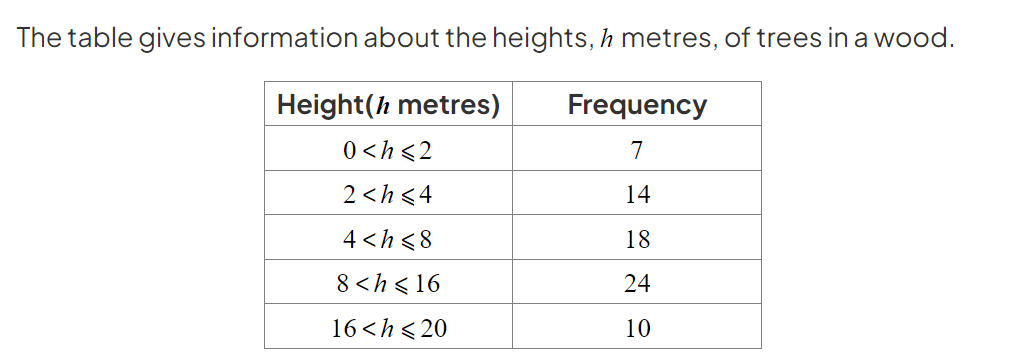 The table gives information about the heights, h metres, of trees in a wood.
Height(h metres) Frequency
0 < h ⩽ 2 7
2 < h ⩽ 4 14
4 < h ⩽ 8 18
8 < h ⩽ 16 24
16 < h ⩽ 20 10